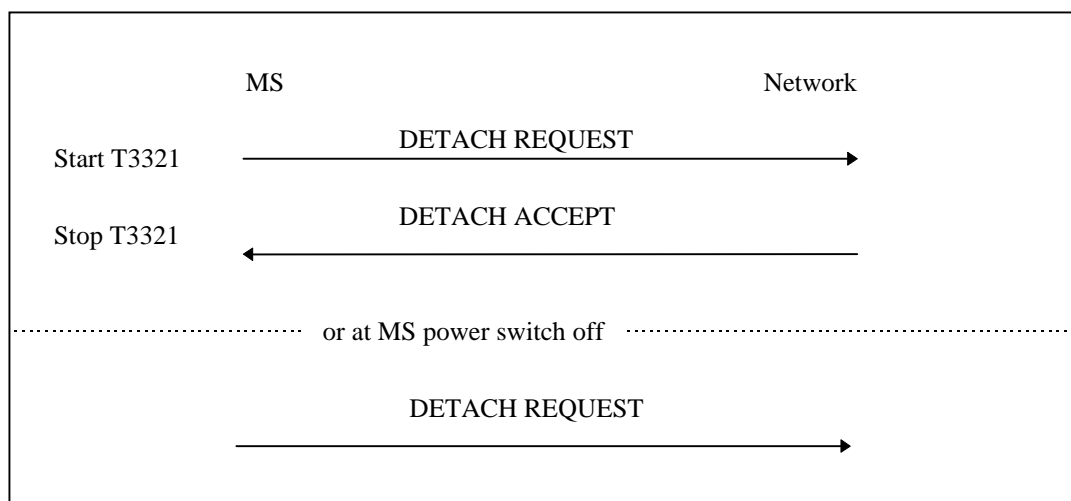 MS Network
DETACH REQUEST
Start T3321
DETACH ACCEPT
Stop T3321
or at MS power switch off
DETACH REQUEST